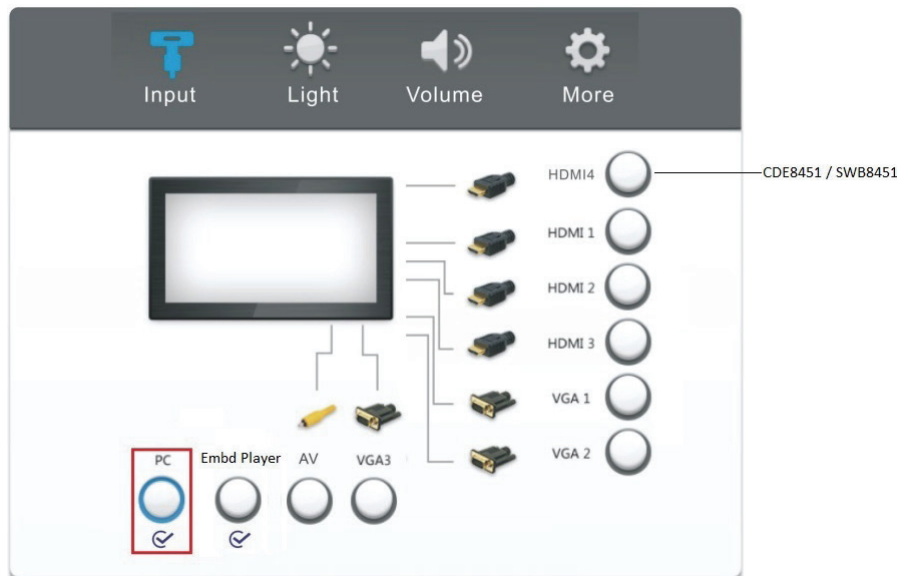 Input Light Volume More
HDMI4
CDE8451 / SWB8451
HDMI 1
HDMI 2
HDMI 3
VGA 1
VGA 2
PC Embd Player AV VGA3